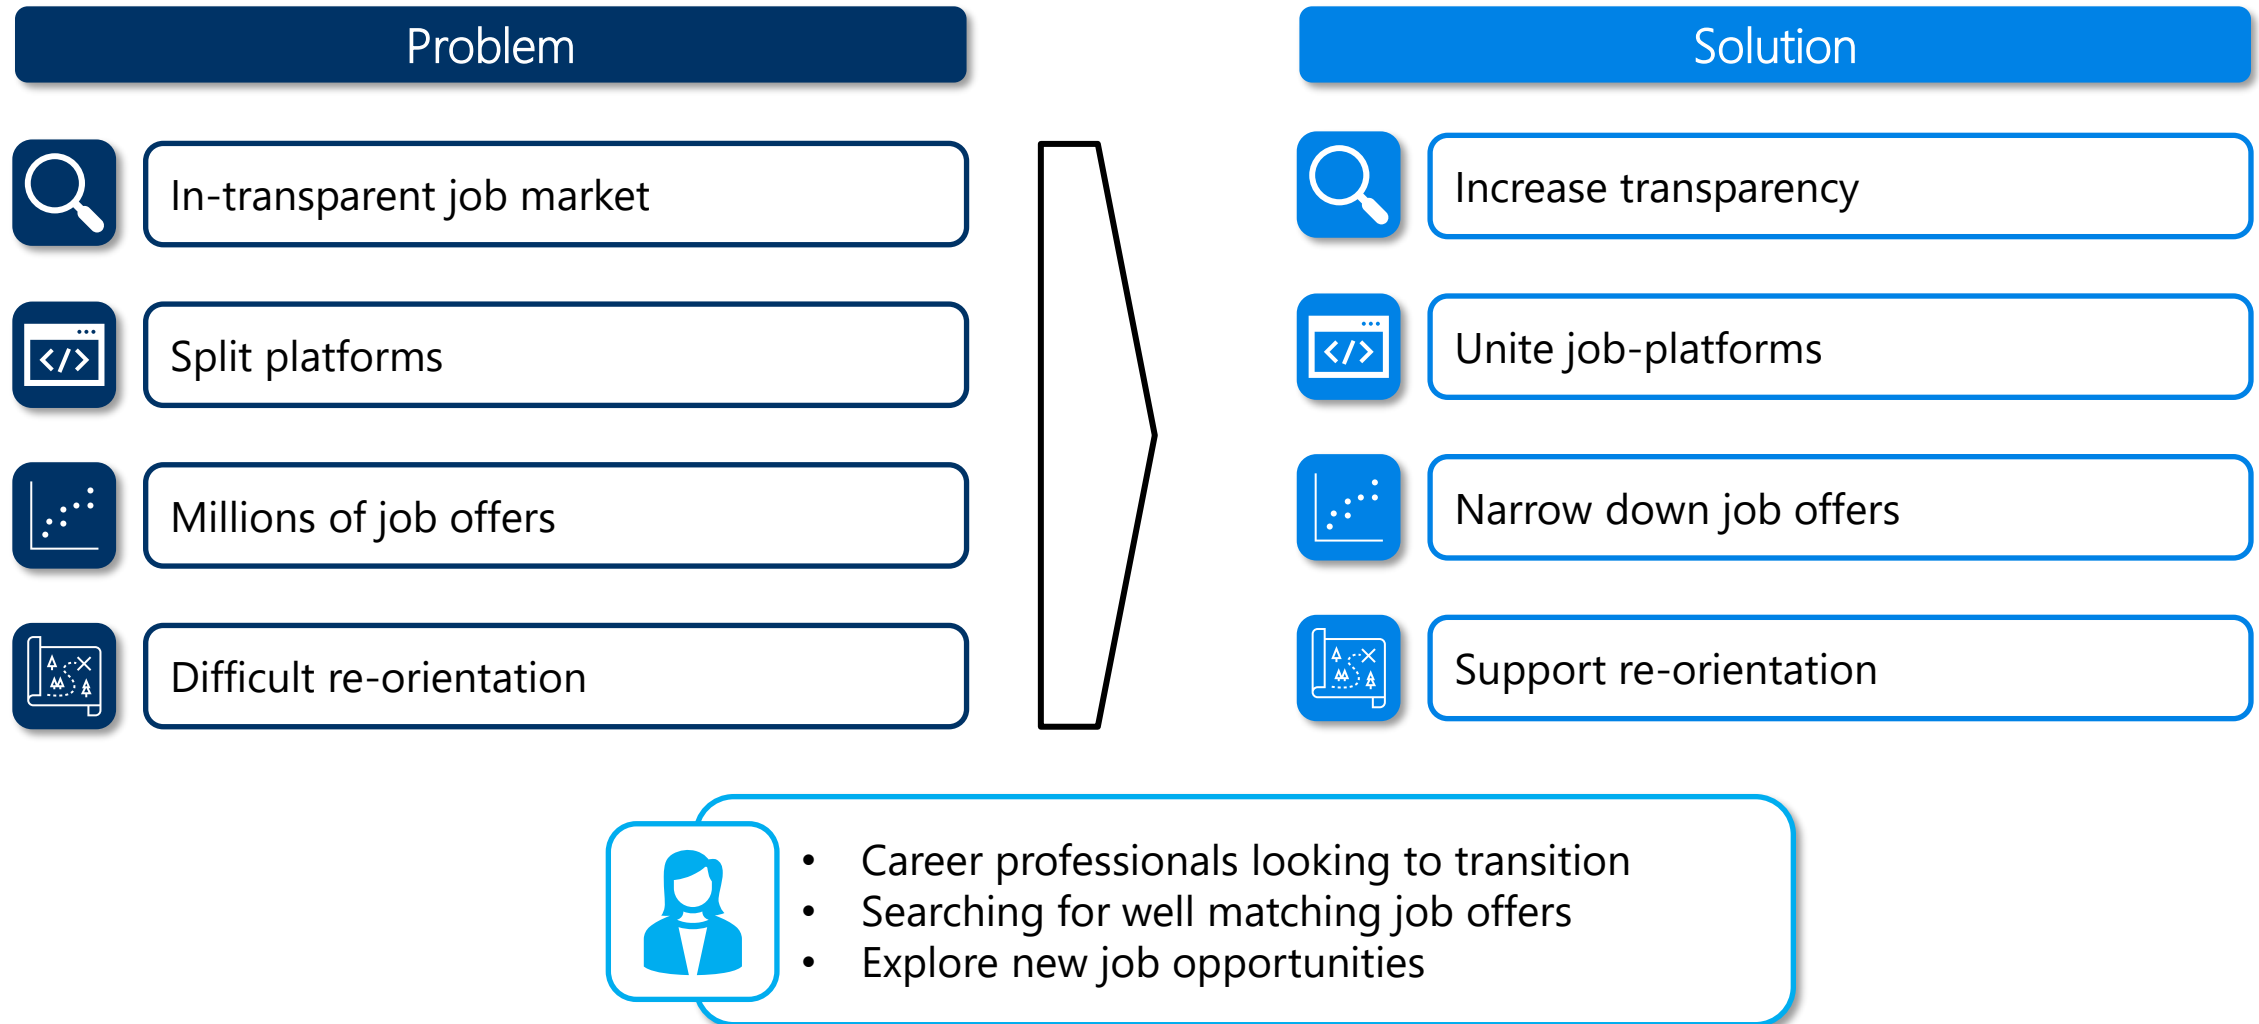 Problem
In-transparent job market
Split platforms
Millions of job offers
Difficult re-orientation
Solution
Increase transparency
Unite job-platforms
Narrow down job offers
Support re-orientation
• Career professionals looking to transition
• Searching for well matching job offers
• Explore new job opportunities